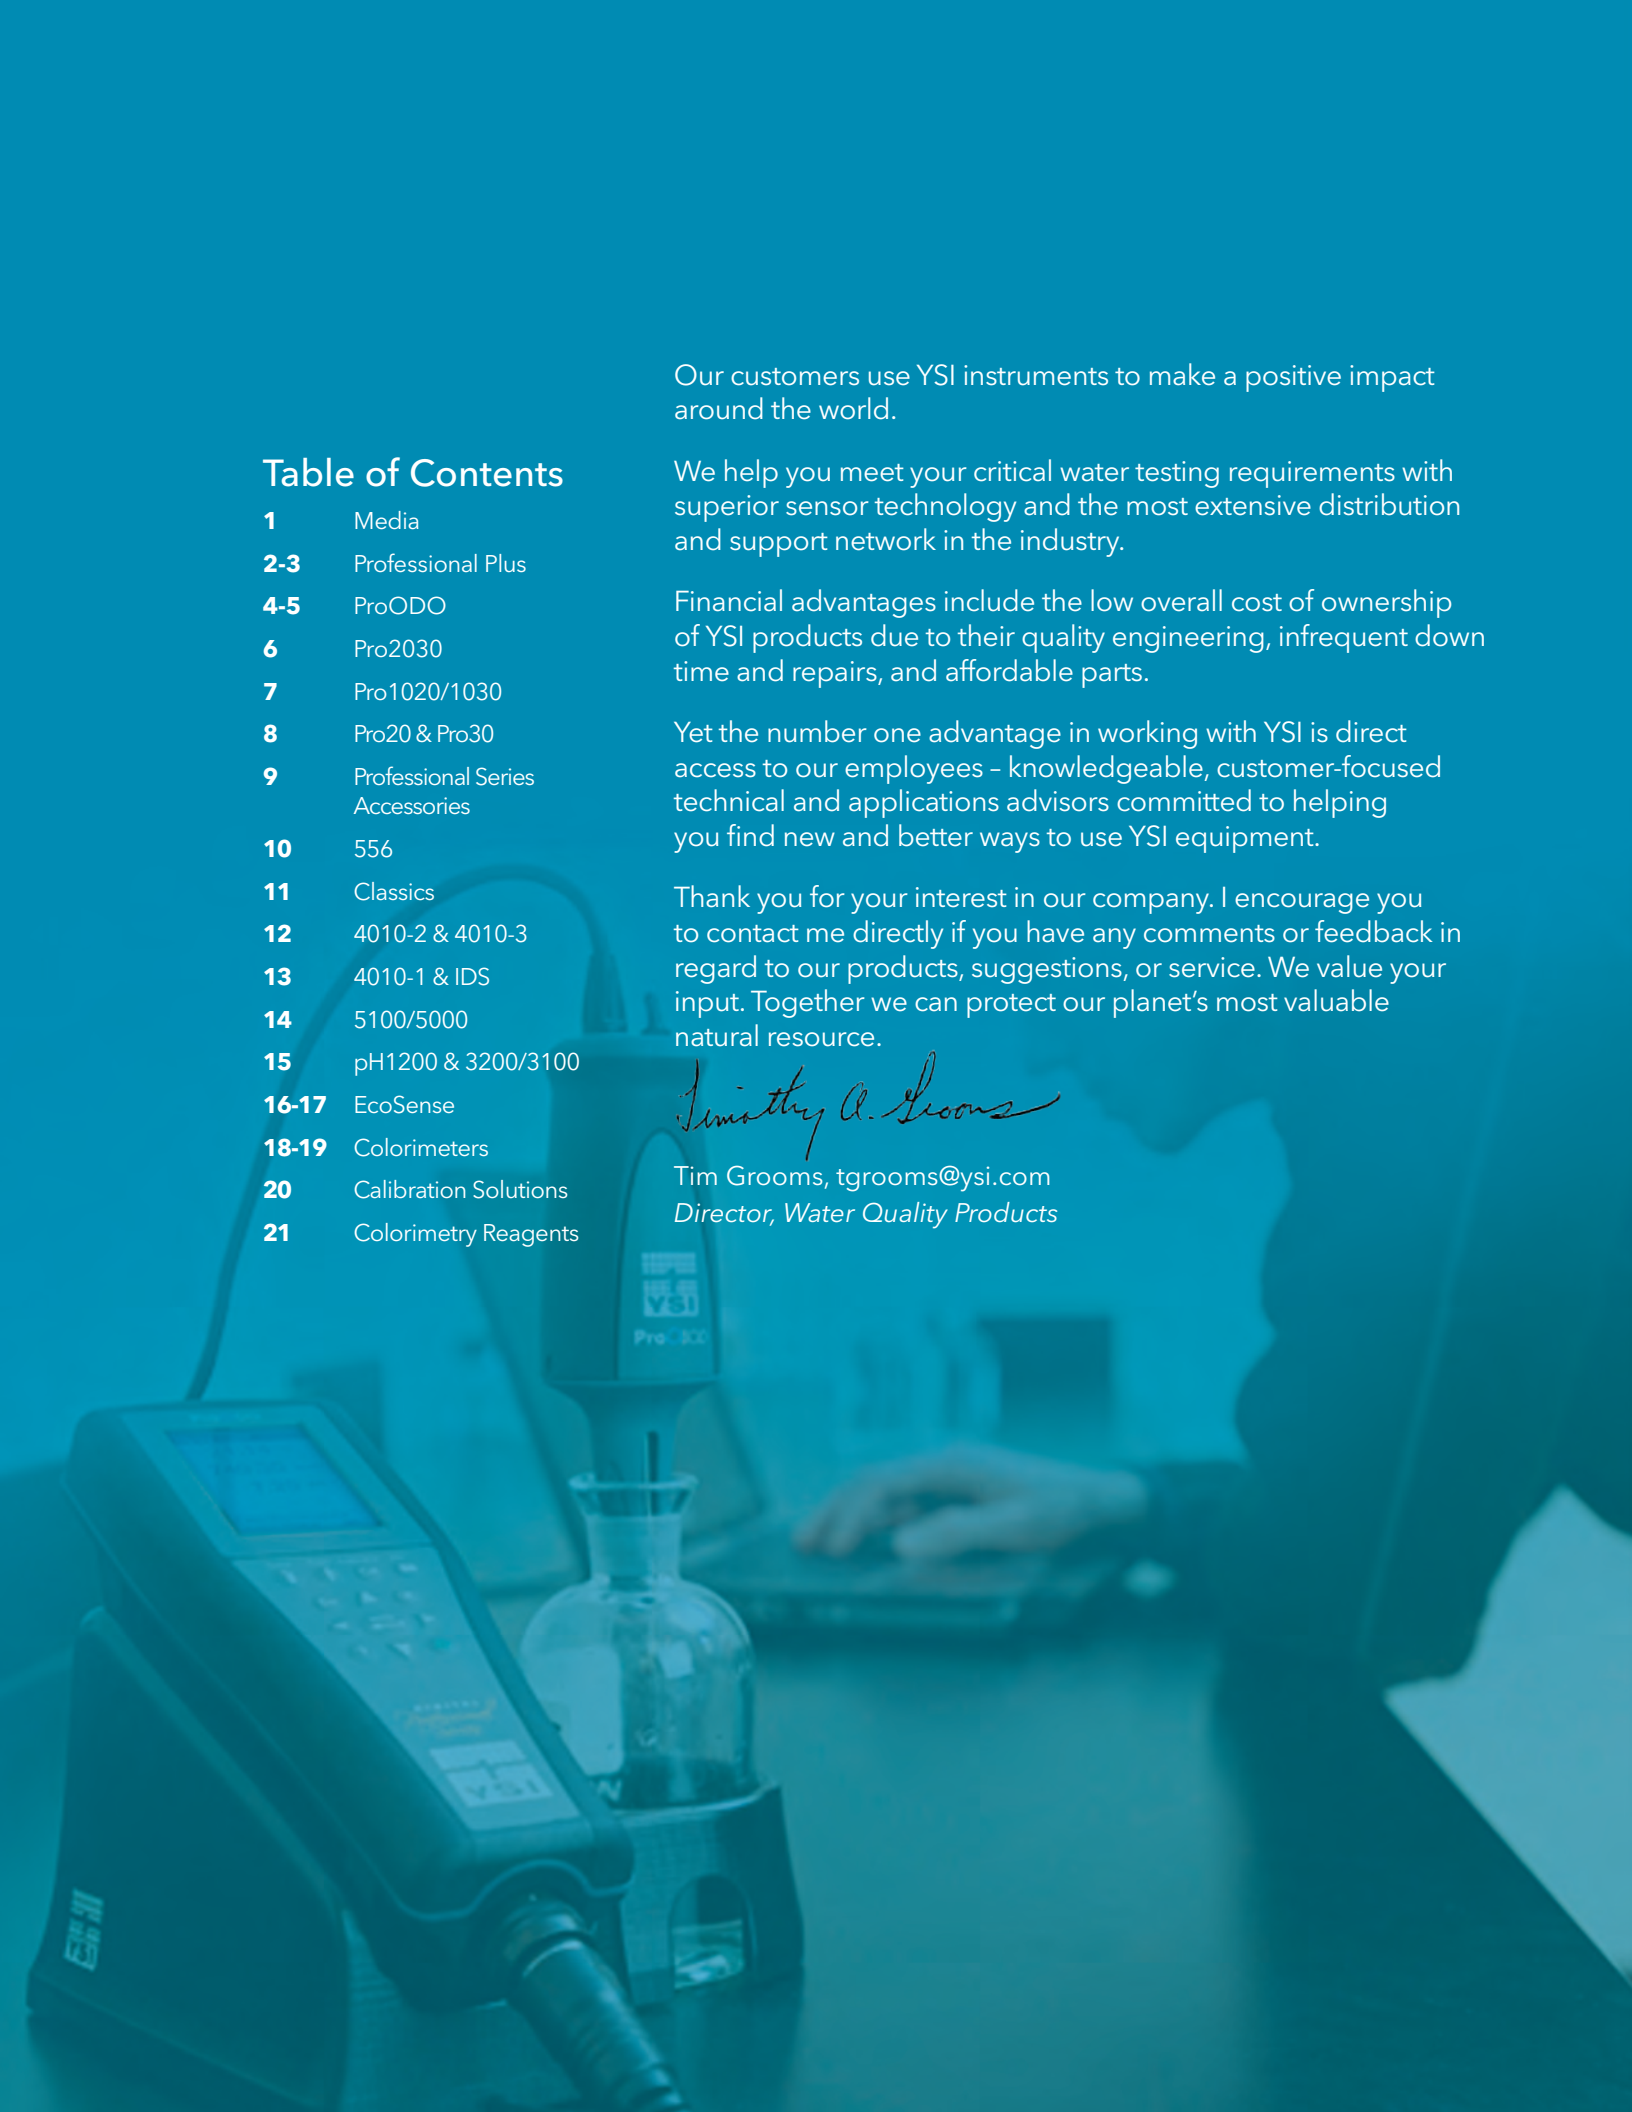 Table of Contents
1 Media
2-3 Professional Plus
4-5 ProODO
6 Pro2030
7 Pro1020/1030
8 Pro20 & Pro30
9 Professional Series
Accessories
10 556
11 Classics
12 4010-2 & 4010-3
13 4010-1 & IDS
14 5100/5000
15 pH1200 & 3200/3100
16-17 EcoSense
18-19 Colorimeters
20 Calibration Solutions
21 Colorimetry Reagents
Our customers use YSI instruments to make a positive impact
around the world.
We help you meet your critical water testing requirements with
superior sensor technology and the most extensive distribution
and support network in the industry.
Financial advantages include the low overall cost of ownership
of YSI products due to their quality engineering, infrequent down
time and repairs, and affordable parts.
Yet the number one advantage in working with YSI is direct
access to our employees – knowledgeable, customer-focused
technical and applications advisors committed to helping
you find new and better ways to use YSI equipment.
Thank you for your interest in our company. I encourage you
to contact me directly if you have any comments or feedback in
regard to our products, suggestions, or service. We value your
input. Together we can protect our planet's most valuable
natural resource.
Timothy A. Grooms
Tim Grooms, tgrooms@ysi.com
Director, Water Quality Products
YSI
YSI